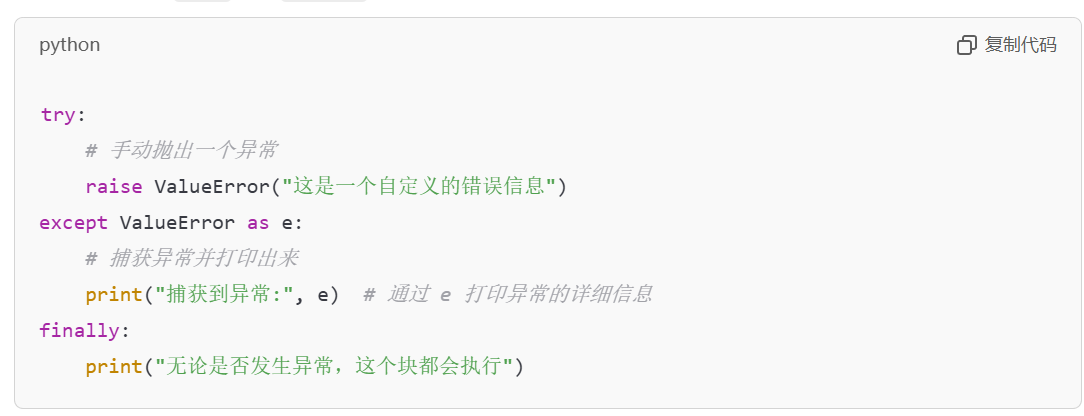 python
复制代码
try:
    # 手动抛出一个异常
    raise ValueError("这是一个自定义的错误信息")
except ValueError as e:
    # 捕获异常并打印出来
    print("捕获到异常:", e)  # 通过 e 打印异常的详细信息
finally:
    print("无论是否发生异常，这个块都会执行")